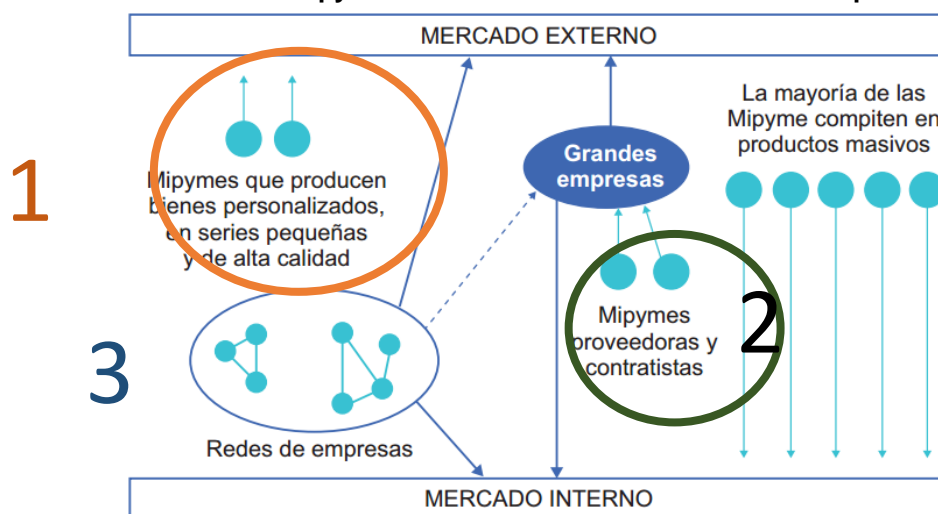 MERCADO EXTERNO
1
Mipymes que producen
bienes personalizados,
en series pequeñas
y de alta calidad
Grandes
empresas
La mayoría de las
Mipyme compiten en
productos masivos
2
Mipymes
proveedoras y
contratistas
3
Redes de empresas
MERCADO INTERNO